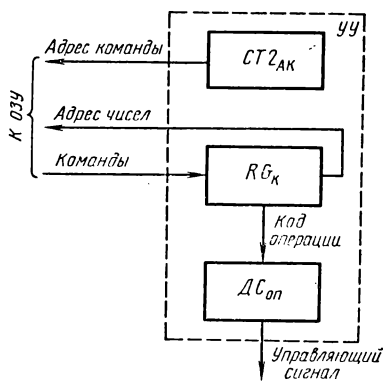 УУ
Адрес команды
СТ2АК
К ОЗУ
Адрес чисел
Команды
RGК
Код
операции
ДСоп
Управляющий
сигнал